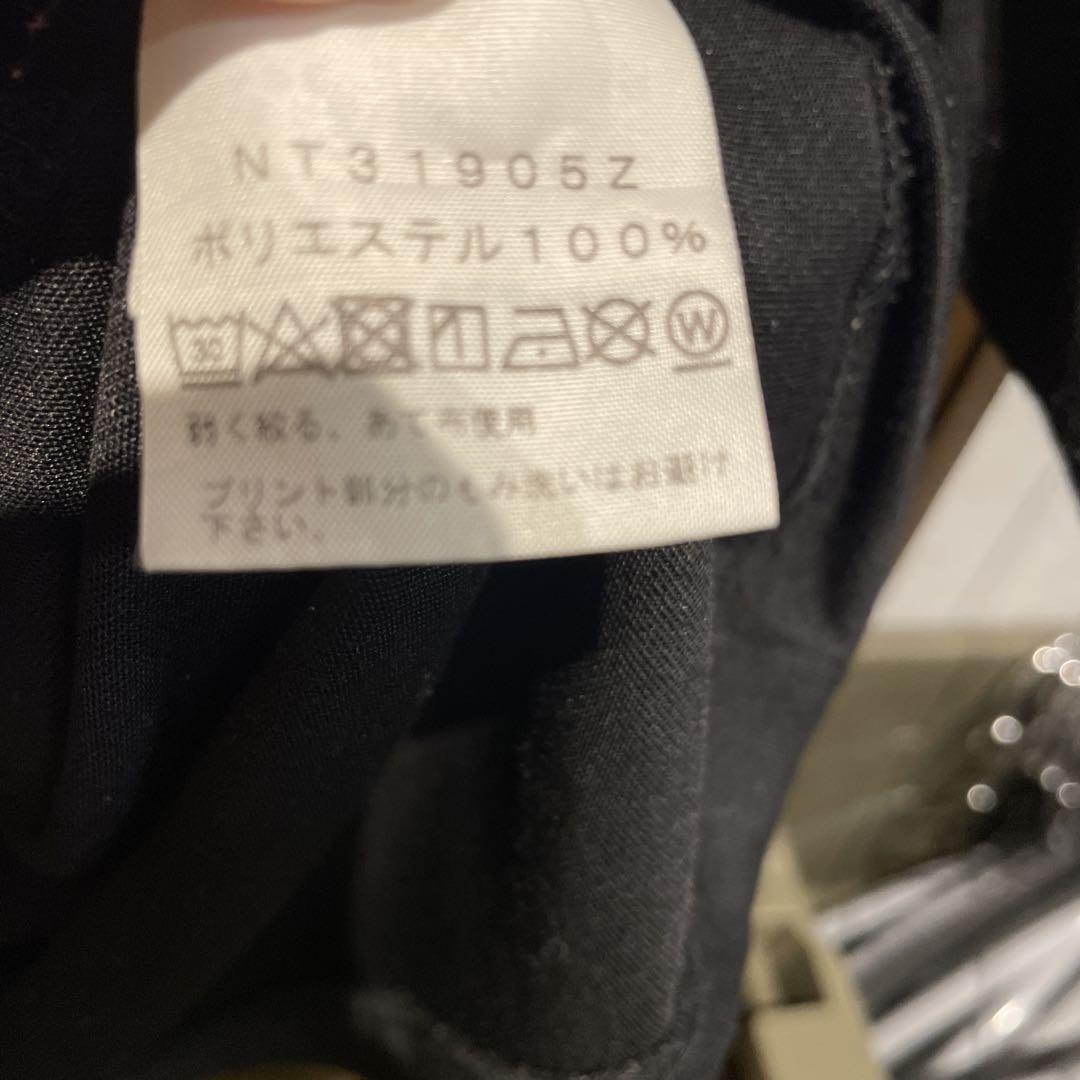 NT31905Z
ポリエステル100%
30 W
弱く絞る、あて布使用
プリント部分のもみ洗いはお避け
下さい。